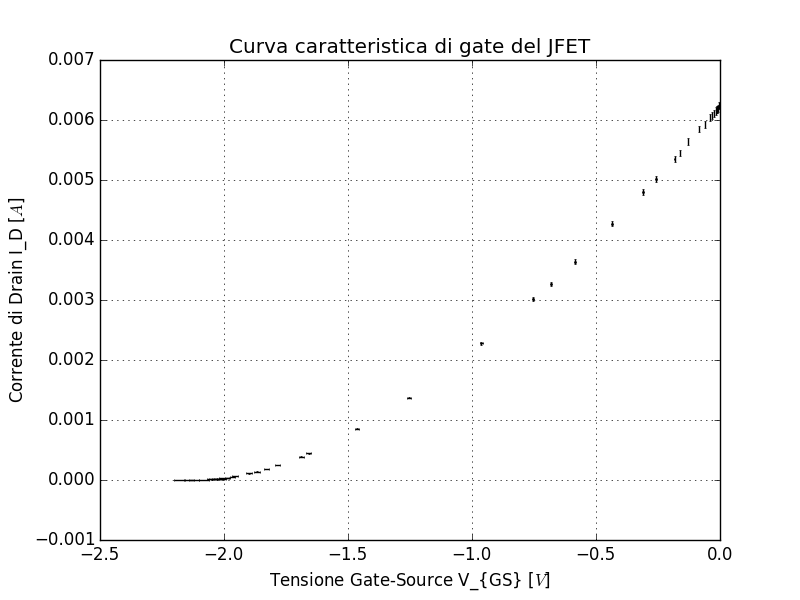 Curva caratteristica di gate del JFET
0.007
0.006
0.005
0.004
0.003
0.002
0.001
0.000
−0.001
Corrente di Drain I_D [A]
−2.5 −2.0 −1.5 −1.0 −0.5 0.0
Tensione Gate-Source V_{GS} [V]